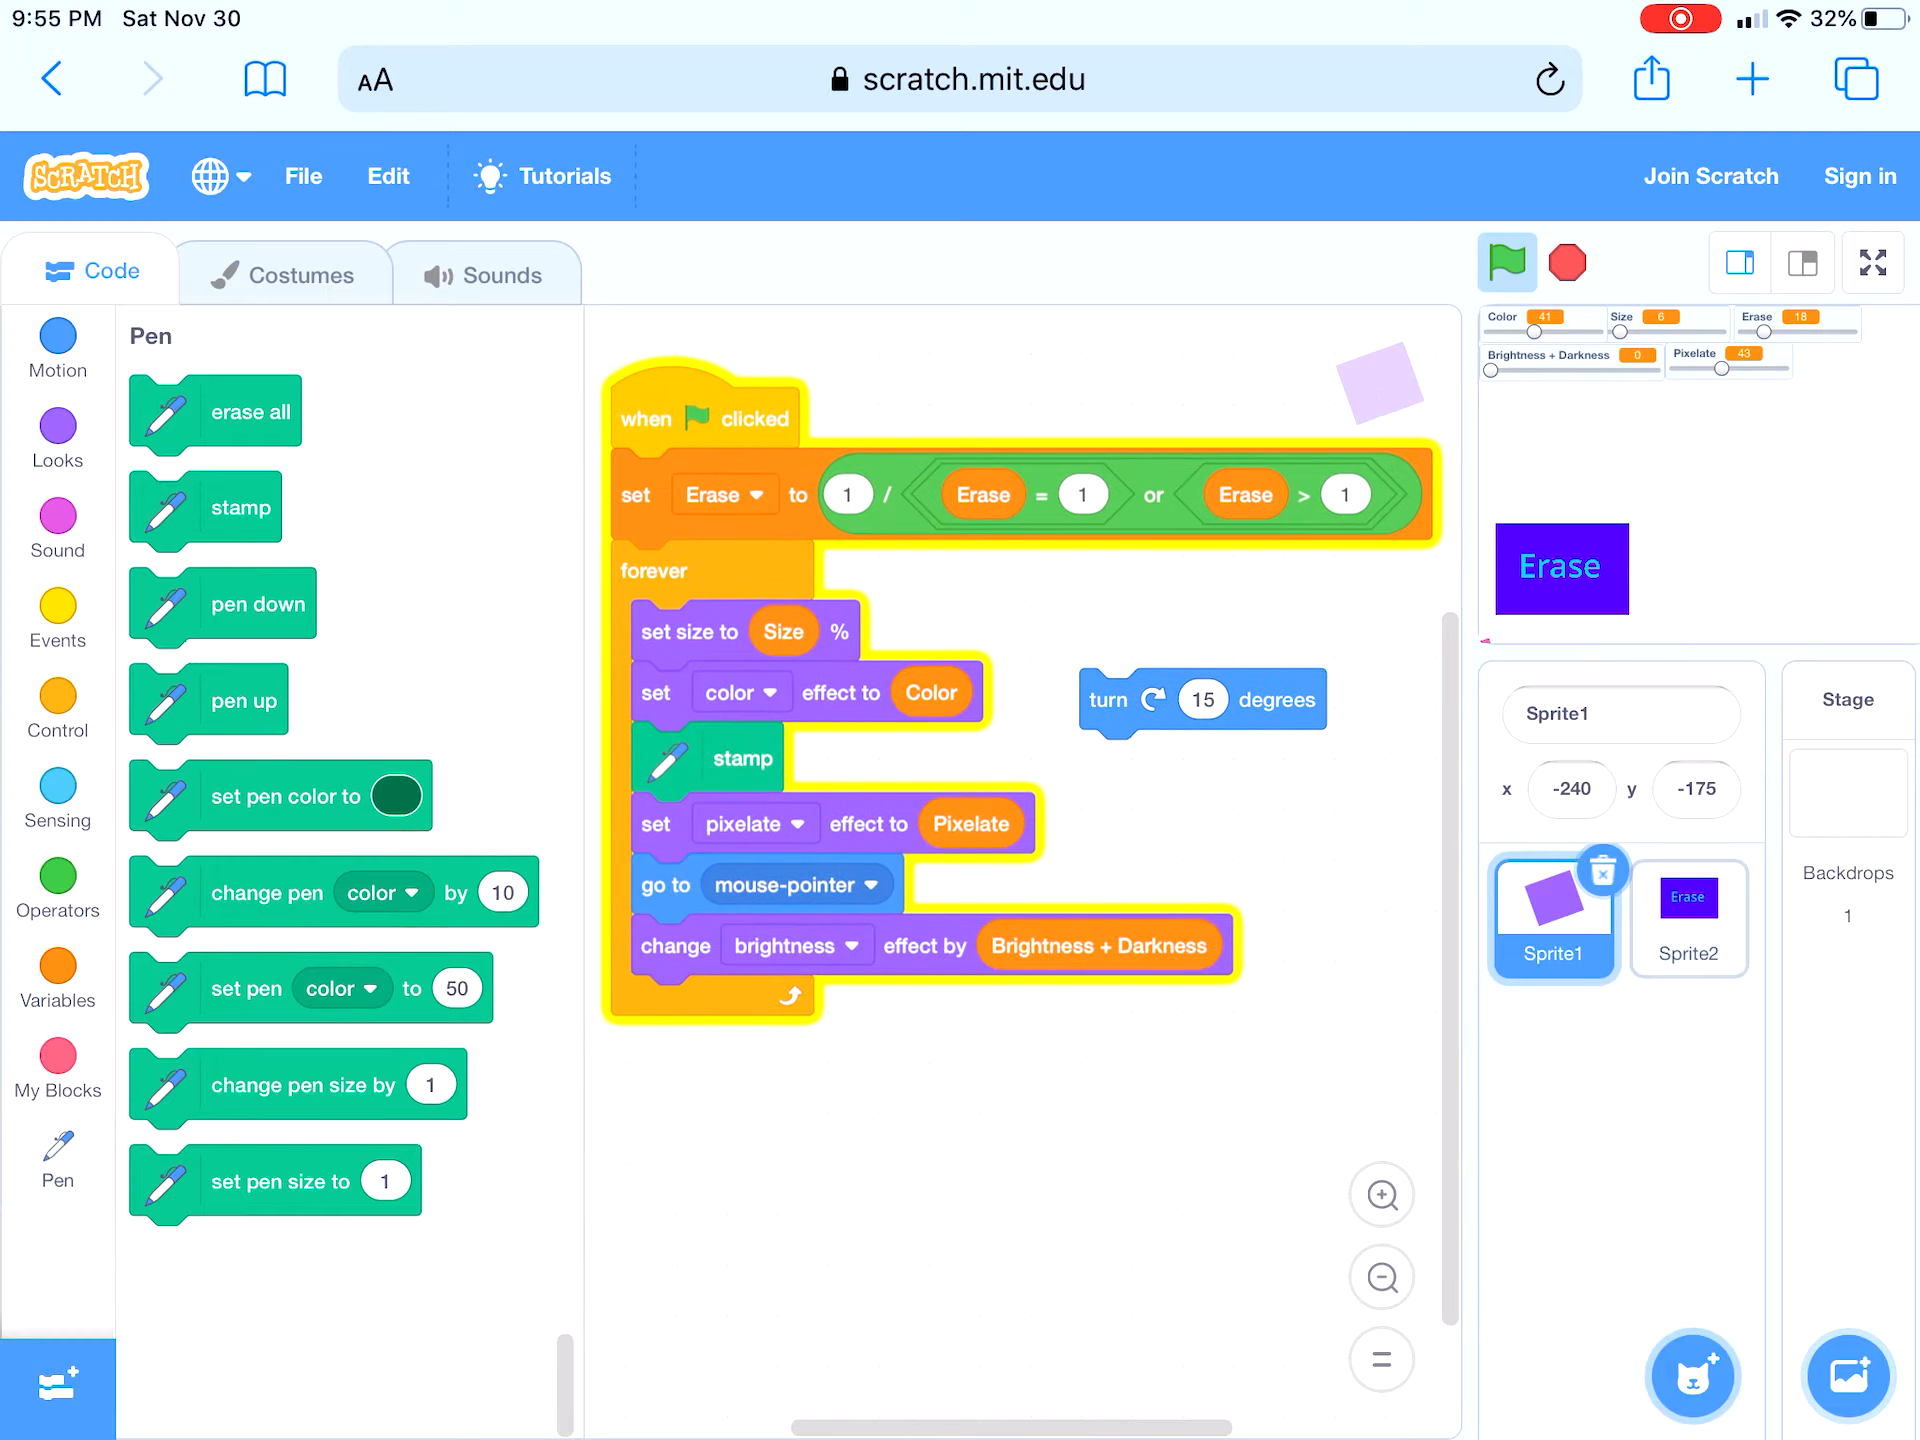 9:55 PM Sat Nov 30
32%
AA
scratch.mit.edu
SCRATCH
File
Edit
Tutorials
Join Scratch
Sign in
Code
Costumes
Sounds
Motion
Looks
Sound
Events
Control
Sensing
Operators
Variables
My Blocks
Pen
Pen
erase all
stamp
pen down
pen up
set pen color to
change pen color by 10
set pen color to 50
change pen size by 1
set pen size to 1
when clicked
set Erase to 1 / Erase = 1 or Erase > 1
forever
set size to Size %
set color effect to Color
stamp
set pixelate effect to Pixelate
go to mouse-pointer
change brightness effect by Brightness + Darkness
turn 15 degrees
Color 41 Size 6 Erase 18
Brightness + Darkness 0 Pixelate 43
Erase
Sprite1
x -240 y -175
Sprite1
Erase
Sprite2
Stage
Backdrops
1